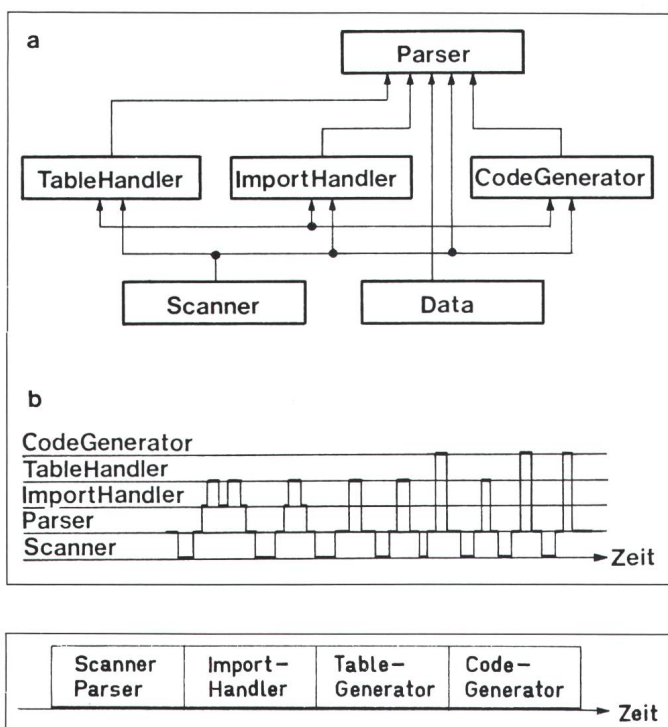 a
Parser
TableHandler
ImportHandler
CodeGenerator
Scanner
Data
b
CodeGenerator
TableHandler
ImportHandler
Parser
Scanner
Zeit
Scanner
Parser
Import-
Handler
Table-
Generator
Code-
Generator
Zeit